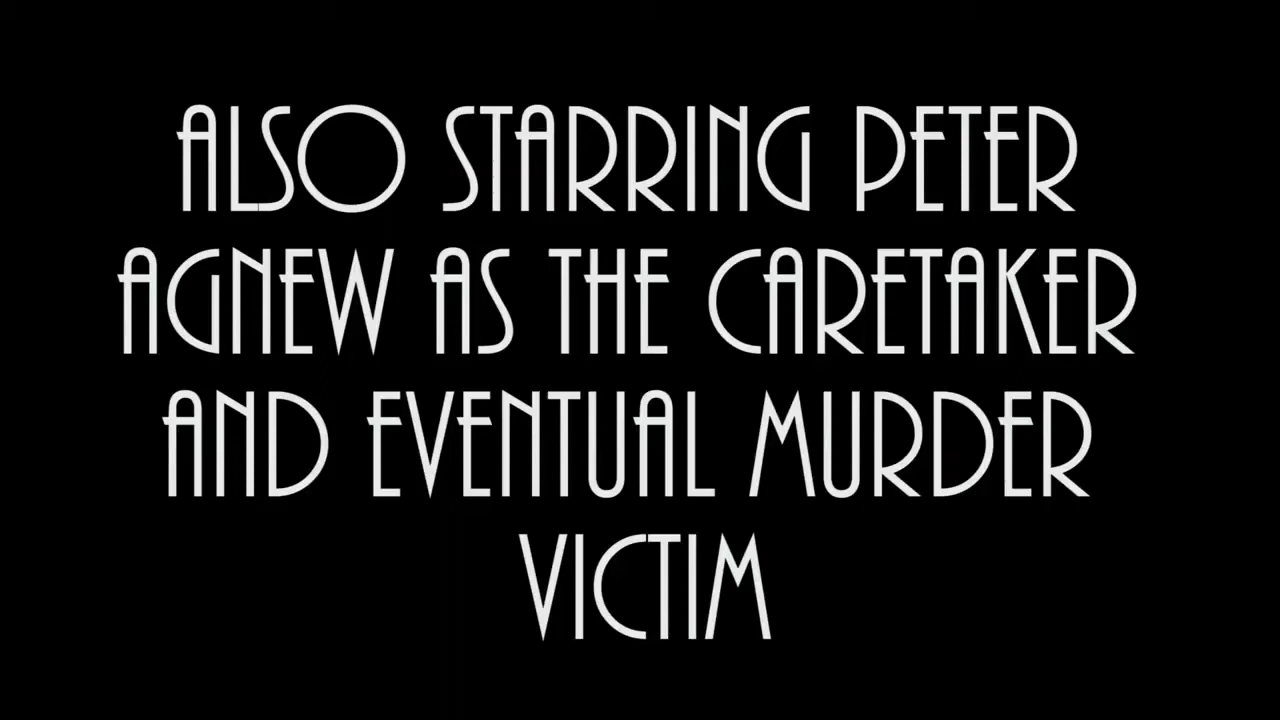 ALSO STARRING PETER
AGNEW AS THE CARETAKER
AND EVENTUAL MURDER
VICTIM